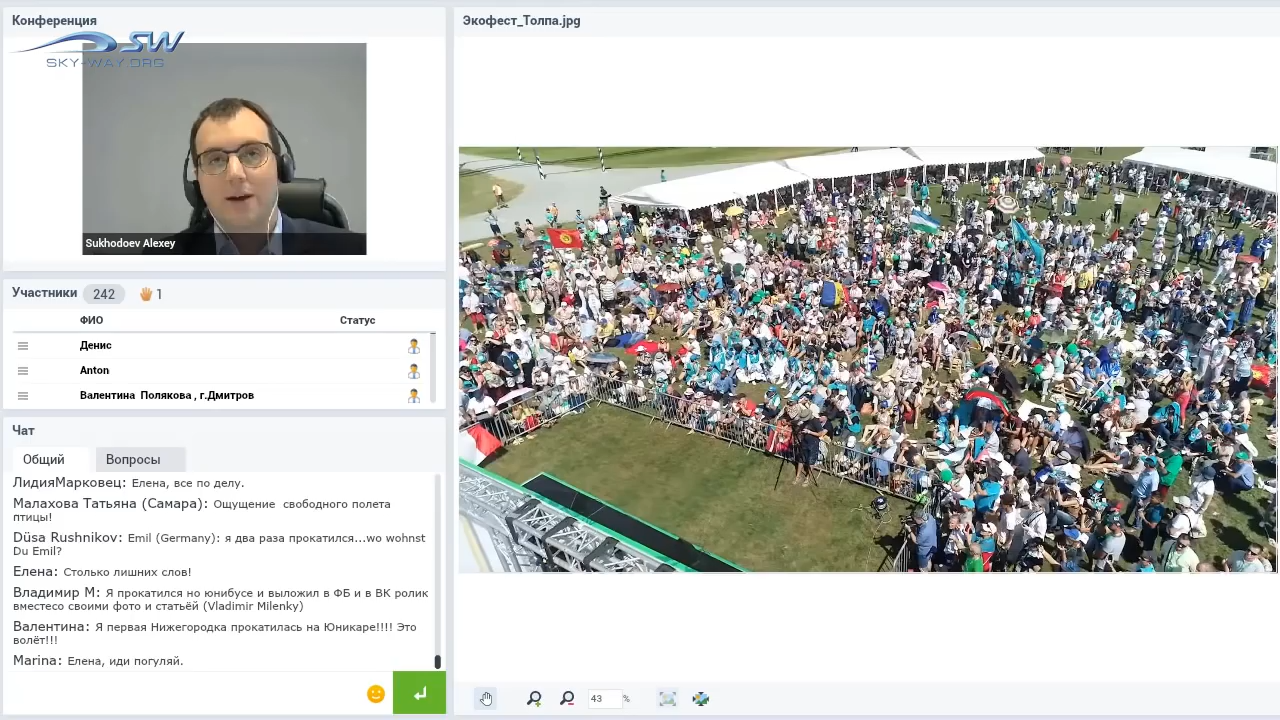 Конференция
SW
SKY-WAY.ORG
Sukhodoev Alexey
Участники 242 1
ФИО Статус
Денис
Anton
Валентина Полякова , г.Дмитров
Чат
Общий Вопросы
ЛидияМарковец: Елена, все по делу.
Малахова Татьяна (Самара): Ощущение свободного полета
птицы!
Düsa Rushnikov: Emil (Germany): я два раза прокатился...wo wohnst
Du Emil?
Елена: Столько лишних слов!
Владимир М: Я прокатился но юнибусе и выложил в ФБ и в ВК ролик
вместесо своими фото и статьёй (Vladimir Milenky)
Валентина: Я первая Нижегородка прокатилась на Юникаре!!!! Это
волёт!!!
Marina: Елена, иди погуляй.
Экофест_Толпа.jpg
43 %